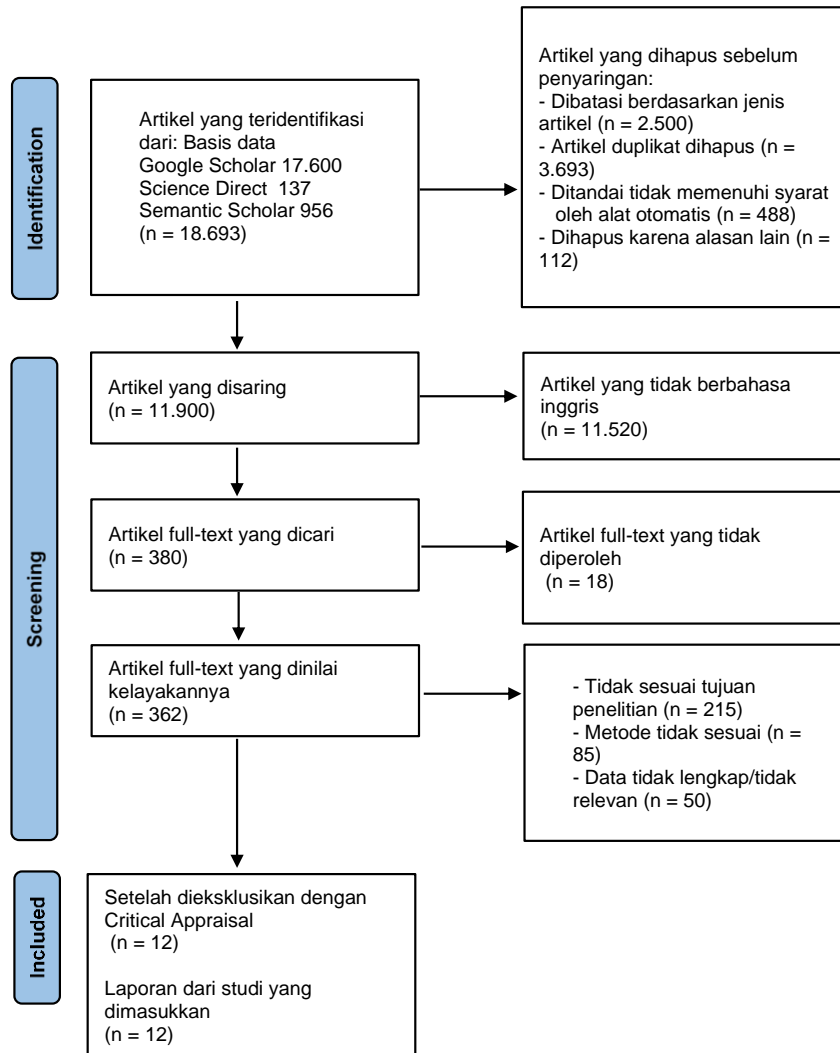 Identification
Artikel yang teridentifikasi
dari: Basis data
Google Scholar 17.600
Science Direct  137
Semantic Scholar 956
(n = 18.693)
Artikel yang dihapus sebelum
penyaringan:
- Dibatasi berdasarkan jenis
artikel (n = 2.500)
- Artikel duplikat dihapus (n =
3.693)
- Ditandai tidak memenuhi syarat
oleh alat otomatis (n = 488)
- Dihapus karena alasan lain (n =
112)
Screening
Artikel yang disaring
(n = 11.900)
Artikel yang tidak berbahasa
inggris
(n = 11.520)
Artikel full-text yang dicari
(n = 380)
Artikel full-text yang tidak
diperoleh
(n = 18)
Artikel full-text yang dinilai
kelayakannya
(n = 362)
- Tidak sesuai tujuan
penelitian (n = 215)
- Metode tidak sesuai (n =
85)
- Data tidak lengkap/tidak
relevan (n = 50)
Included
Setelah dieksklusikan dengan
Critical Appraisal
(n = 12)
Laporan dari studi yang
dimasukkan
(n = 12)